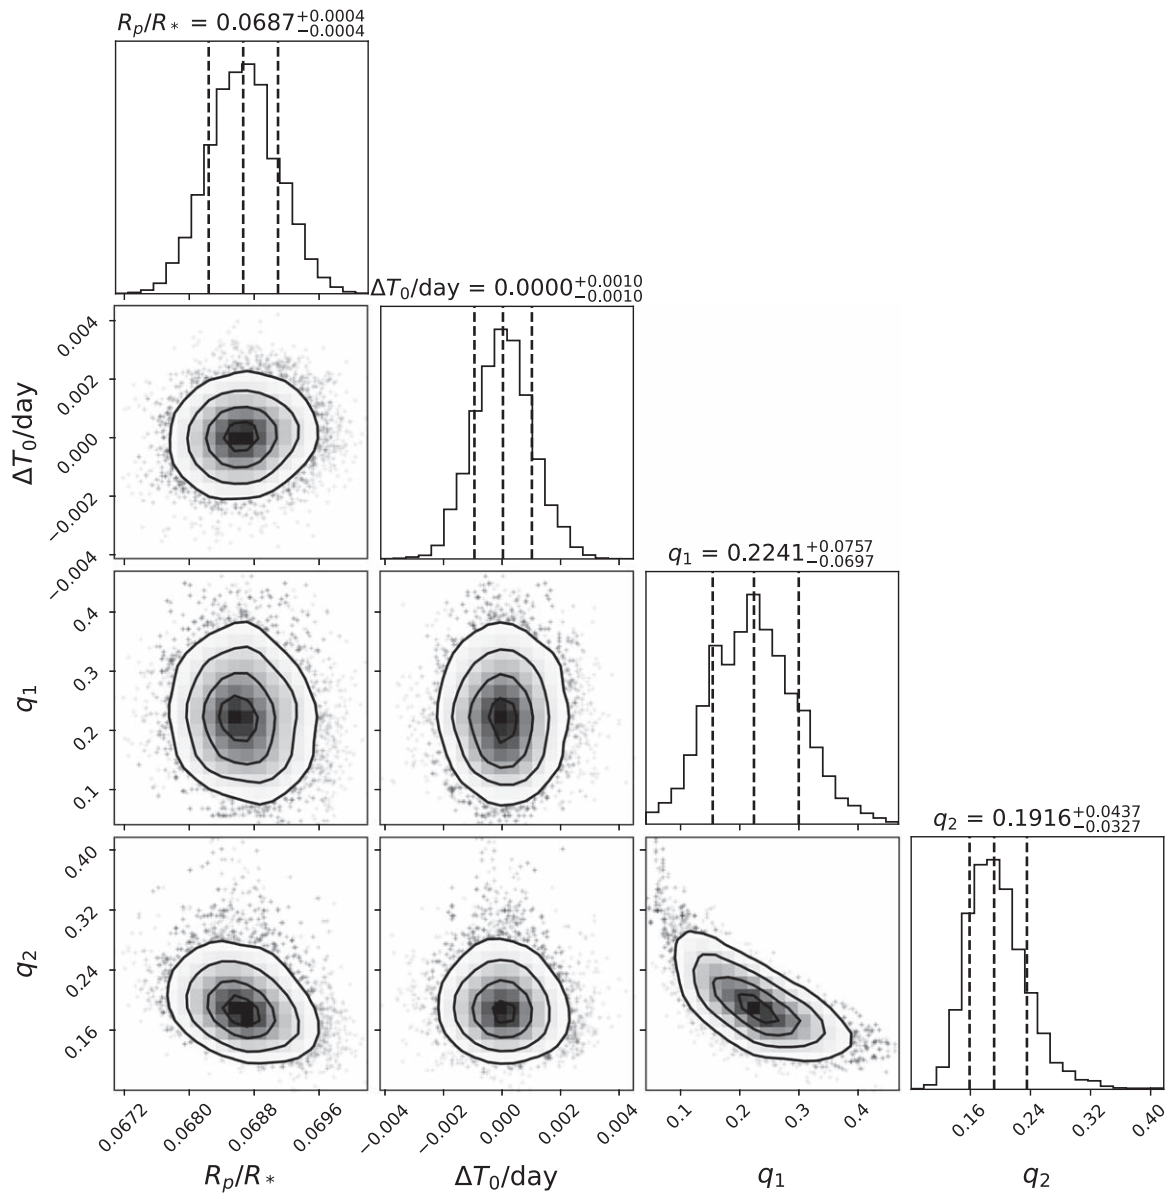 R_p/R_* = 0.0687^{+0.0004}_{-0.0004}
ΔT_0/day = 0.0000^{+0.0010}_{-0.0010}
ΔT_0/day
0.004
0.002
0.000
−0.002
−0.004
q_1 = 0.2241^{+0.0757}_{-0.0697}
q_1
0.4
0.3
0.2
0.1
q_2 = 0.1916^{+0.0437}_{-0.0327}
q_2
0.40
0.32
0.24
0.16
0.0672 0.0680 0.0688 0.0696 −0.004 −0.002 0.000 0.002 0.004 0.1 0.2 0.3 0.4 0.16 0.24 0.32 0.40
R_p/R_* ΔT_0/day q_1 q_2